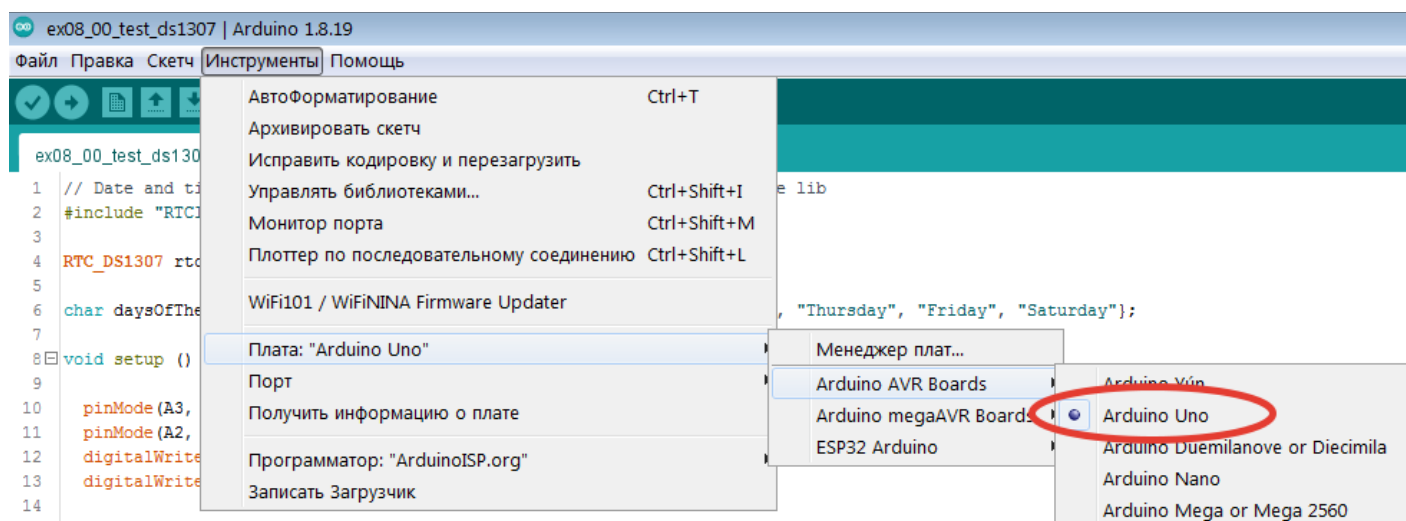 ex08_00_test_ds1307 | Arduino 1.8.19
Файл Правка Скетч Инструменты Помощь
АвтоФорматирование Ctrl+T
Архивировать скетч
Исправить кодировку и перезагрузить
Управлять библиотеками... Ctrl+Shift+I
Монитор порта Ctrl+Shift+M
Плоттер по последовательному соединению Ctrl+Shift+L
WiFi101 / WiFiNINA Firmware Updater
Плата: "Arduino Uno"
Порт
Получить информацию о плате
Программатор: "ArduinoISP.org"
Записать Загрузчик
Менеджер плат...
Arduino AVR Boards
Arduino megaAVR Boards
ESP32 Arduino
Arduino Yún
Arduino Uno
Arduino Duemilanove or Diecimila
Arduino Nano
Arduino Mega or Mega 2560
ex08_00_test_ds130
1 // Date and ti e lib
2 #include "RTCl
3
4 RTC_DS1307 rtc
5
6 char daysOfThe , "Thursday", "Friday", "Saturday"};
7
8 void setup ()
9
10 pinMode(A3,
11 pinMode(A2,
12 digitalWrite
13 digitalWrite
14